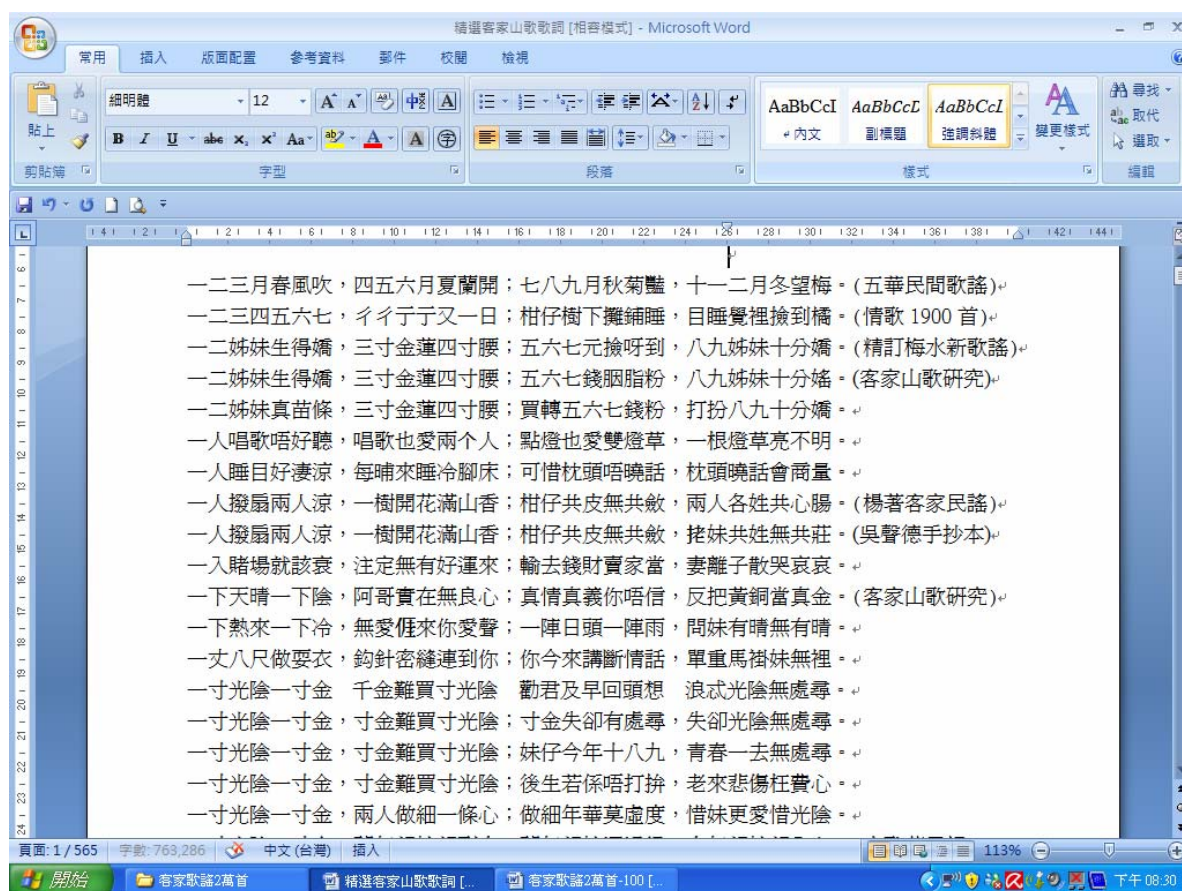 精選客家山歌歌詞 [相容模式] - Microsoft Word
常用 插入 版面配置 參考資料 郵件 校閱 檢視
貼上
剪貼簿
細明體 12
字型
段落
AaBbCcI AaBbCcD AaBbCcI
內文 副標題 強調斜體
變更樣式
樣式
尋找
取代
選取
編輯
一二三月春風吹，四五六月夏蘭開；七八九月秋菊豔，十一二月冬望梅。(五華民間歌謠)
一二三四五六七，彳彳亍亍又一日；柑仔樹下攤鋪睡，目睡覺裡撿到橘。(情歌 1900 首)
一二姊妹生得嬌，三寸金蓮四寸腰；五六七元撿呀到，八九姊妹十分嬌。(精訂梅水新歌謠)
一二姊妹生得嬌，三寸金蓮四寸腰；五六七錢胭脂粉，八九姊妹十分媱。(客家山歌研究)
一二姊妹真苗條，三寸金蓮四寸腰；買轉五六七錢粉，打扮八九十分嬌。
一人唱歌唔好聽，唱歌也愛兩个人；點燈也愛雙燈草，一根燈草亮不明。
一人睡目好淒涼，每晡來睡冷腳床；可惜枕頭唔曉話，枕頭曉話會商量。
一人撥扇兩人涼，一樹開花滿山香；柑仔共皮無共斂，兩人各姓共心腸。(楊著客家民謠)
一人撥扇兩人涼，一樹開花滿山香；柑仔共皮無共斂，㧯妹共姓無共莊。(吳聲德手抄本)
一入賭場就該衰，注定無有好運來；輸去錢財賣家當，妻離子散哭哀哀。
一下天晴一下陰，阿哥實在無良心；真情真義你唔信，反把黃銅當真金。(客家山歌研究)
一下熱來一下冷，無愛𠊎來你愛聲；一陣日頭一陣雨，問妹有晴無有晴。
一丈八尺做耍衣，鈎針密縫連到你；你今來講斷情話，單重馬褂妹無裡。
一寸光陰一寸金　千金難買寸光陰　勸君及早回頭想　浪忒光陰無處尋。
一寸光陰一寸金，寸金難買寸光陰；寸金失卻有處尋，失卻光陰無處尋。
一寸光陰一寸金，寸金難買寸光陰；妹仔今年十八九，青春一去無處尋。
一寸光陰一寸金，寸金難買寸光陰；後生若係唔打拚，老來悲傷枉費心。
一寸光陰一寸金，兩人做細一條心；做細年華莫虛度，惜妹更愛惜光陰。
頁面: 1 / 565 字數: 763,286 中文 (台灣) 插入 113%
開始 客家歌謠2萬首 精選客家山歌歌詞 [... 客家歌謠2萬首-100 [... 下午 08:30